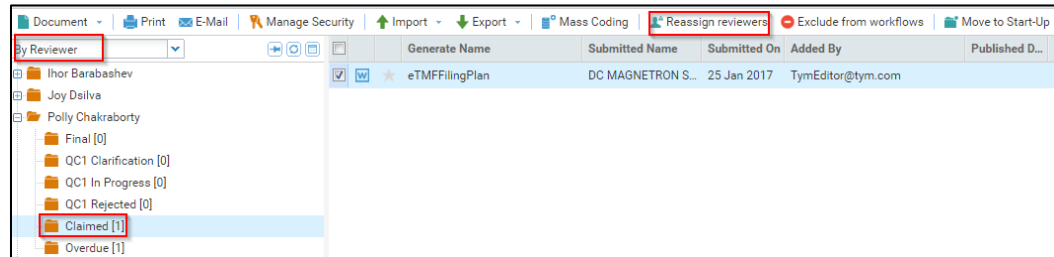 Document Print E-Mail Manage Security Import Export Mass Coding Reassign reviewers Exclude from workflows Move to Start-Up
By Reviewer Generate Name Submitted Name Submitted On Added By Published D...
Ihor Barabashev W eTMFFilingPlan DC MAGNETRON S... 25 Jan 2017 TymEditor@tym.com
Joy Dsilva
Polly Chakraborty
Final [0]
QC1 Clarification [0]
QC1 In Progress [0]
QC1 Rejected [0]
Claimed [1]
Overdue [1]